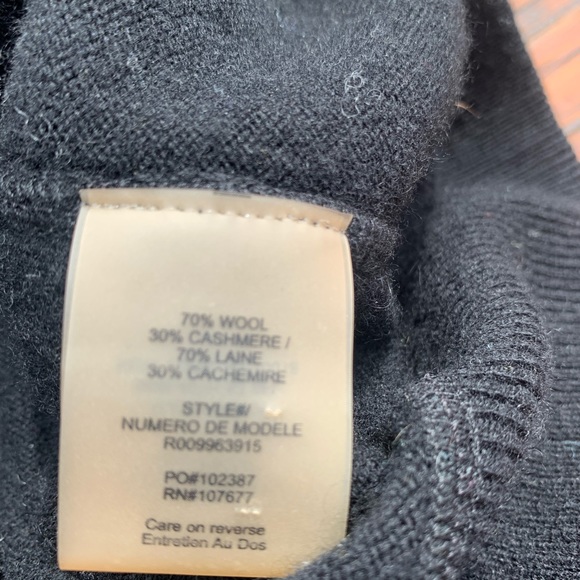 70% WOOL
30% CASHMERE /
70% LAINE
30% CACHEMIRE
STYLE#/
NUMERO DE MODELE
R009963915
PO#102387
RN#107677
Care on reverse
Entretien Au Dos